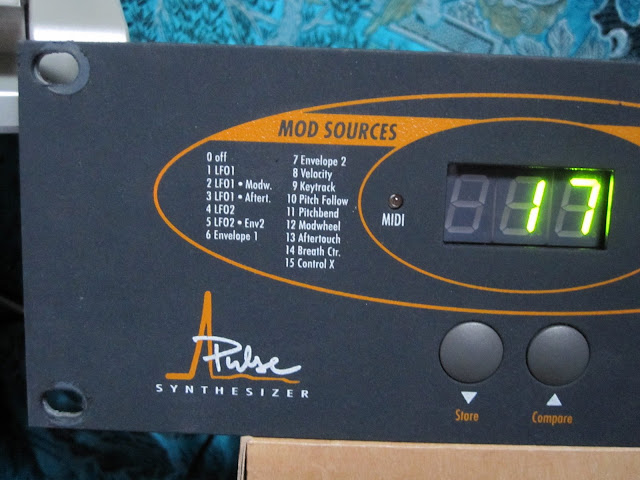 MOD SOURCES
0 off
1 LFO1
2 LFO1 • Modw.
3 LFO1 • Aftert.
4 LFO2
5 LFO2 • Env2
6 Envelope 1
7 Envelope 2
8 Velocity
9 Keytrack
10 Pitch Follow
11 Pitchbend
12 Modwheel
13 Aftertouch
14 Breath Ctr.
15 Control X
MIDI
17
Pulse
SYNTHESIZER
▼ ▲
Store Compare